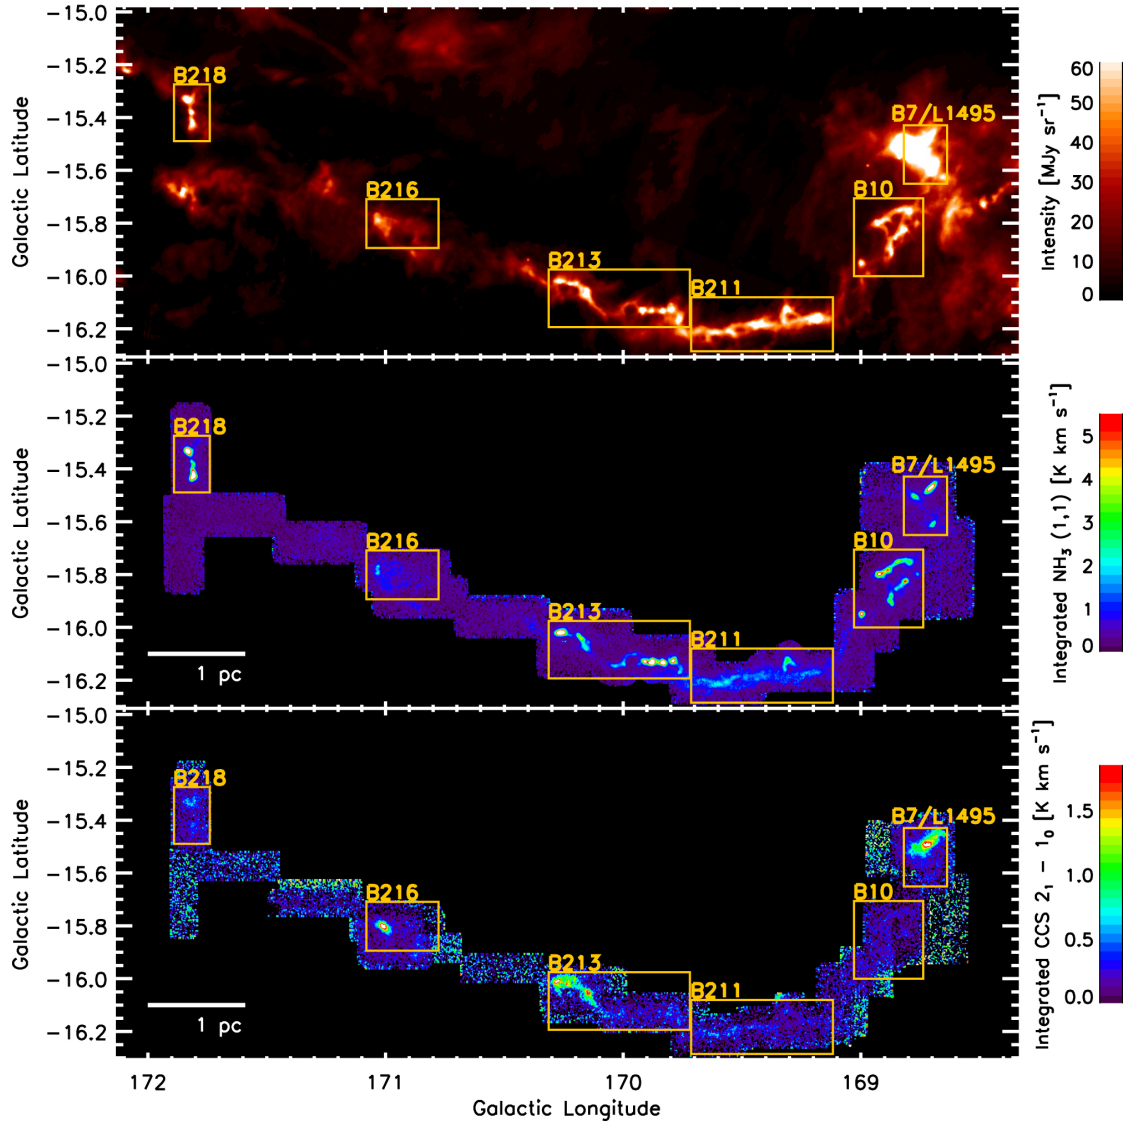 −15.0
−15.2
−15.4
−15.6
−15.8
−16.0
−16.2
Galactic Latitude
B218
B216
B213
B211
B7/L1495
B10
60
50
40
30
20
10
0
Intensity [MJy sr⁻¹]
−15.0
−15.2
−15.4
−15.6
−15.8
−16.0
−16.2
Galactic Latitude
B218
B216
B213
B211
B7/L1495
B10
1 pc
5
4
3
2
1
0
Integrated NH₃ (1,1) [K km s⁻¹]
−15.0
−15.2
−15.4
−15.6
−15.8
−16.0
−16.2
Galactic Latitude
B218
B216
B213
B211
B7/L1495
B10
1 pc
1.5
1.0
0.5
0.0
Integrated CCS 2₁ − 1₀ [K km s⁻¹]
172
171
170
169
Galactic Longitude